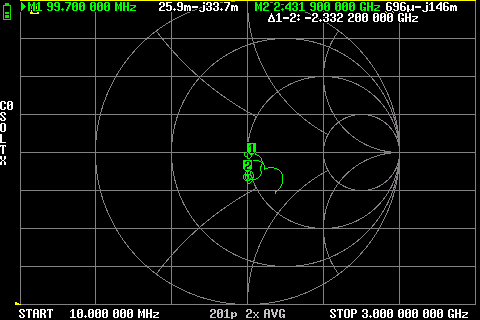 ▶M1 99.700 000 MHz 25.9m-j33.7m M2 2.431 900 000 GHz 696µ-j146m
Δ1-2: -2.332 200 000 GHz
C0
S
O
L
T
X
1
2
START 10.000 000 MHz 201p 2x AVG STOP 3.000 000 000 GHz